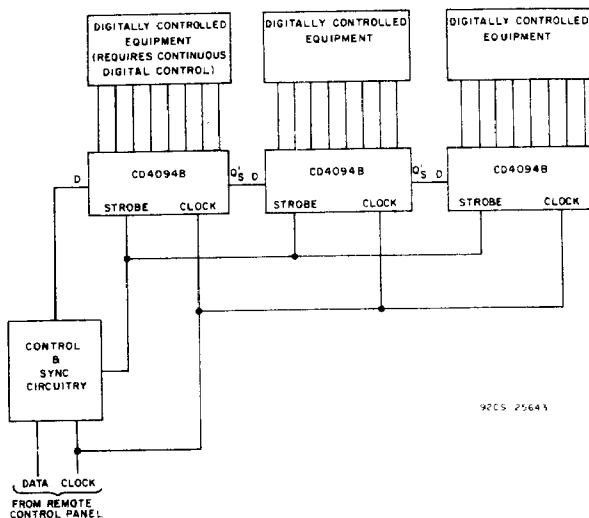 DIGITALLY CONTROLLED
EQUIPMENT
(REQUIRES CONTINUOUS
DIGITAL CONTROL)
DIGITALLY CONTROLLED
EQUIPMENT
DIGITALLY CONTROLLED
EQUIPMENT
D
CD4094B
STROBE CLOCK
Q'S D
CD4094B
STROBE CLOCK
Q'S D
CD4094B
STROBE CLOCK
CONTROL
&
SYNC
CIRCUITRY
92CS 25643
DATA CLOCK
FROM REMOTE
CONTROL PANEL